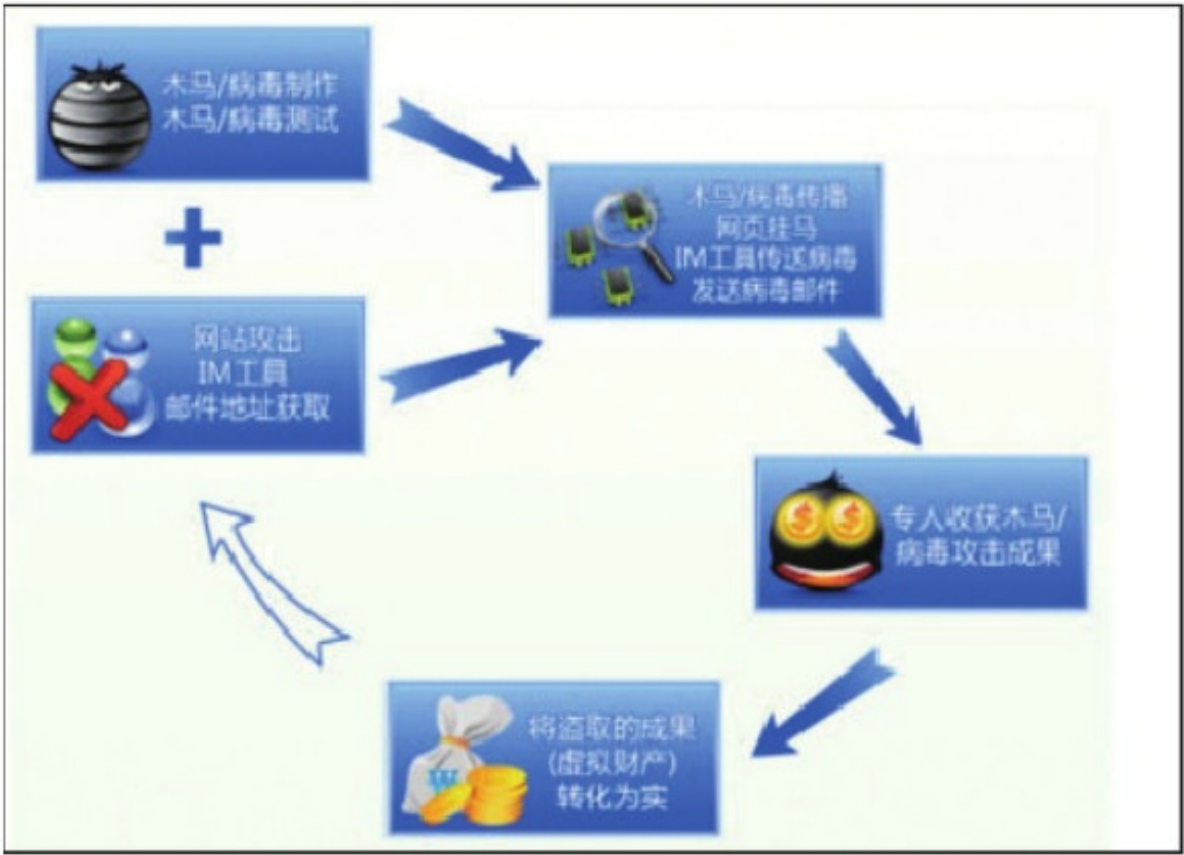 木马/病毒制作
木马/病毒测试
木马/病毒传播
网页挂马
IM工具传送病毒
发送病毒邮件
网站攻击
IM工具
邮件地址获取
专人收获木马/
病毒攻击成果
将盗取的成果
(虚拟财产)
转化为实